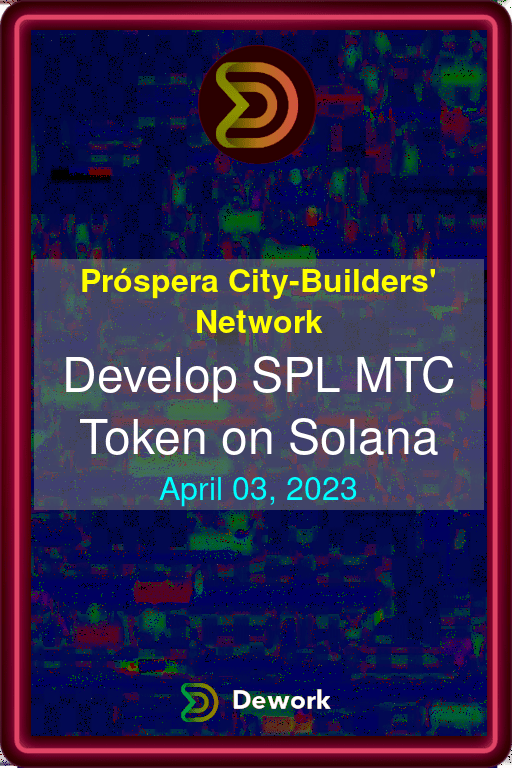 Próspera City-Builders'
Network
Develop SPL MTC
Token on Solana
April 03, 2023
Dework